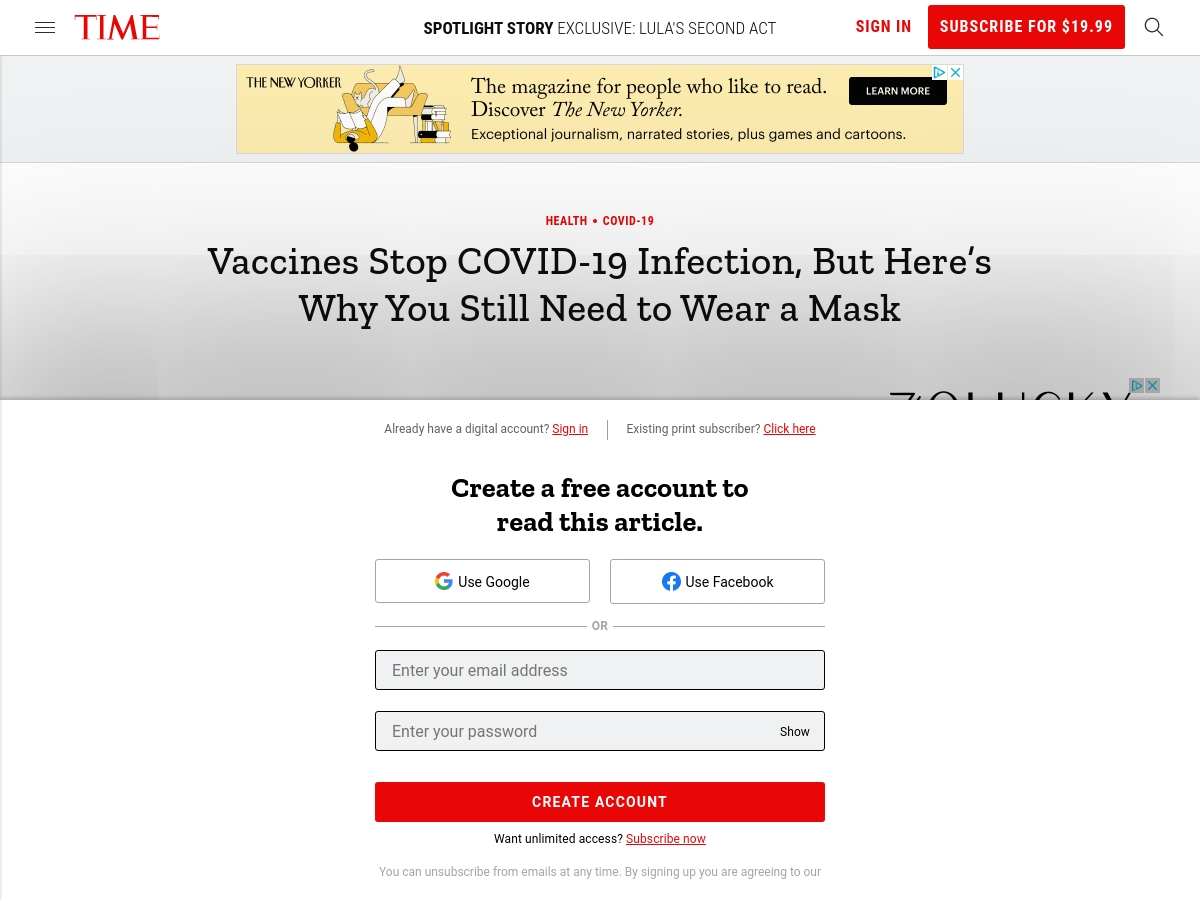 TIME
SPOTLIGHT STORY EXCLUSIVE: LULA'S SECOND ACT
SIGN IN
SUBSCRIBE FOR $19.99
THE NEW YORKER
The magazine for people who like to read.
Discover The New Yorker.
Exceptional journalism, narrated stories, plus games and cartoons.
LEARN MORE
HEALTH • COVID-19
Vaccines Stop COVID-19 Infection, But Here’s
Why You Still Need to Wear a Mask
Already have a digital account? Sign in
Existing print subscriber? Click here
Create a free account to
read this article.
Use Google
Use Facebook
OR
Enter your email address
Enter your password
Show
CREATE ACCOUNT
Want unlimited access? Subscribe now
You can unsubscribe from emails at any time. By signing up you are agreeing to our